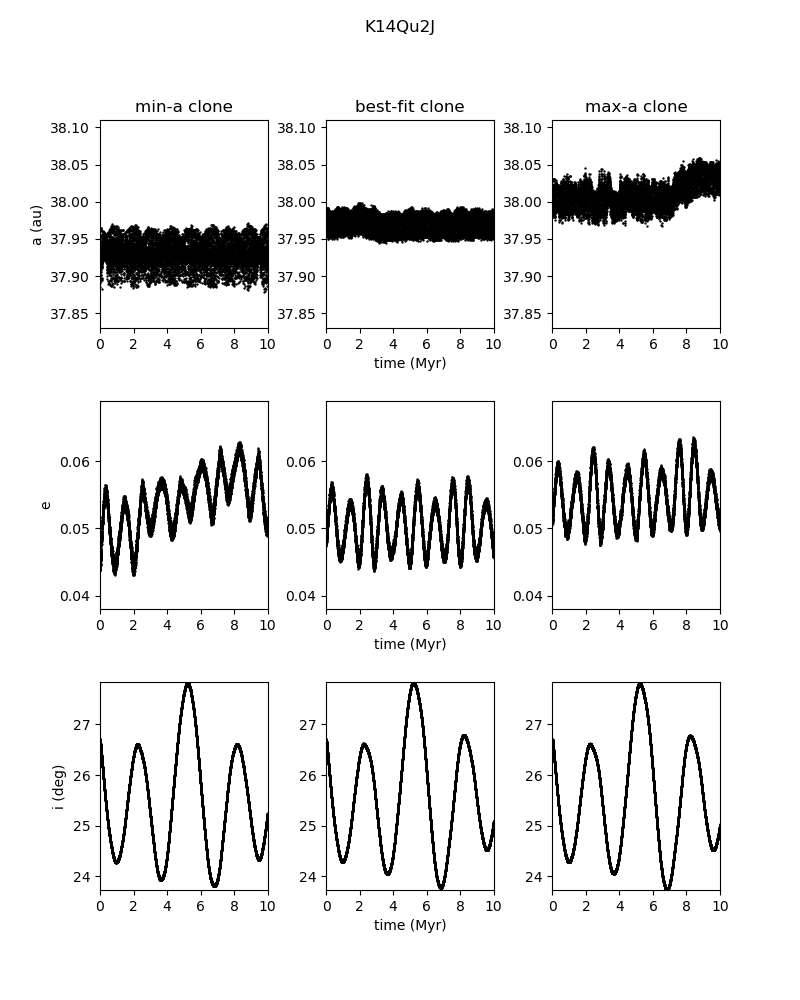 K14Qu2J
min-a clone best-fit clone max-a clone
38.10 38.10 38.10
38.05 38.05 38.05
38.00 38.00 38.00
37.95 37.95 37.95
37.90 37.90 37.90
37.85 37.85 37.85
a (au)
0 2 4 6 8 10 0 2 4 6 8 10 0 2 4 6 8 10
time (Myr)
0.06 0.06 0.06
0.05 0.05 0.05
0.04 0.04 0.04
e
0 2 4 6 8 10 0 2 4 6 8 10 0 2 4 6 8 10
time (Myr)
27 27 27
26 26 26
25 25 25
24 24 24
i (deg)
0 2 4 6 8 10 0 2 4 6 8 10 0 2 4 6 8 10
time (Myr)